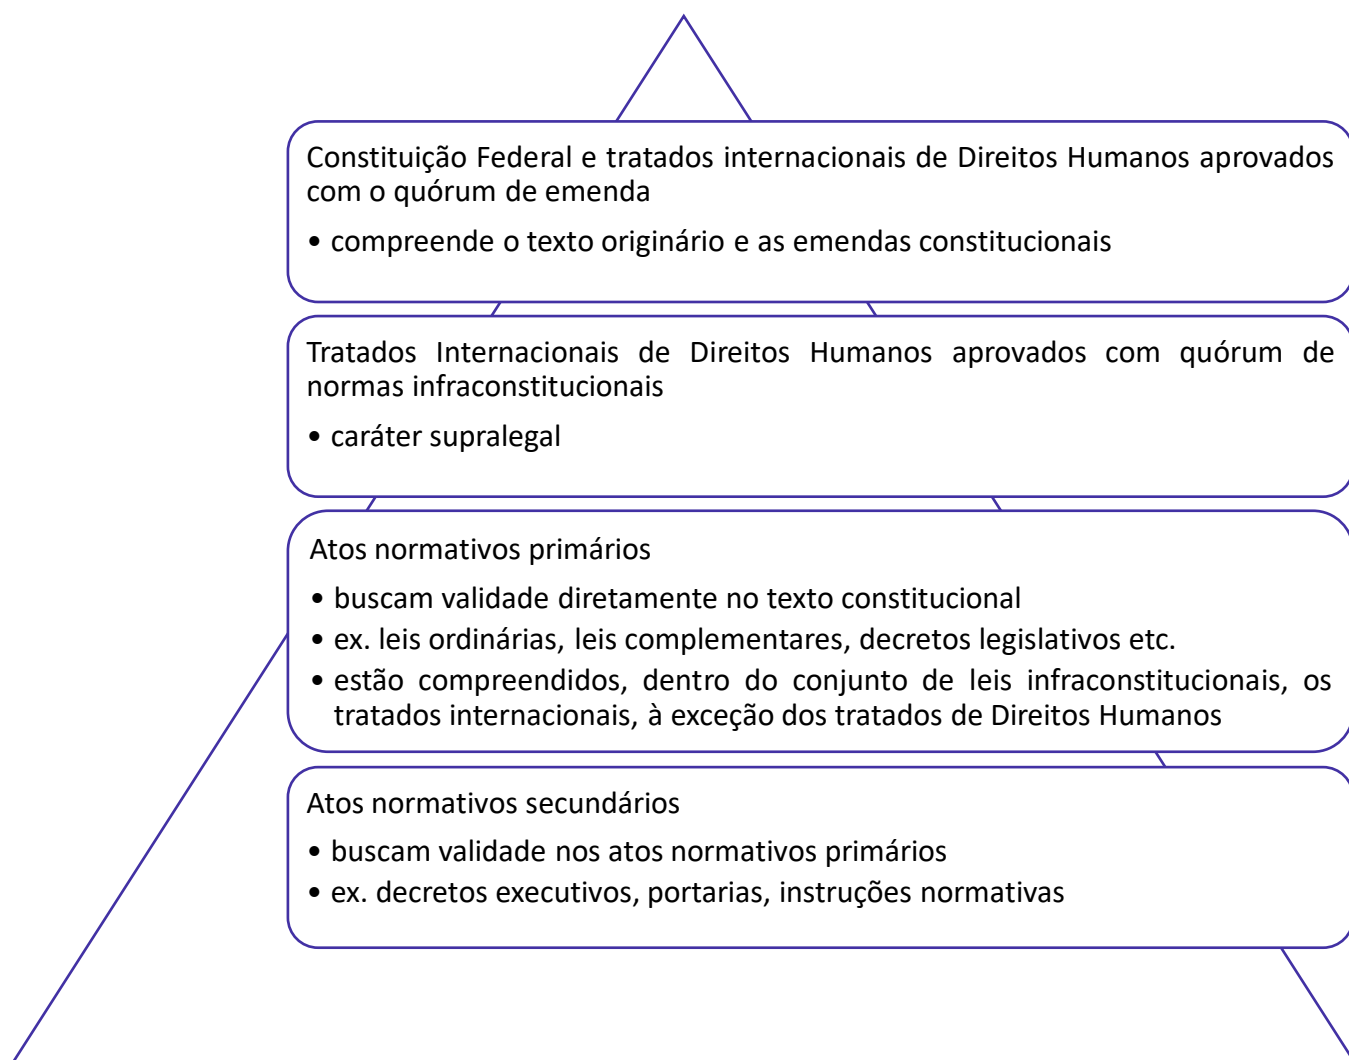 Constituição Federal e tratados internacionais de Direitos Humanos aprovados
com o quórum de emenda
• compreende o texto originário e as emendas constitucionais
Tratados Internacionais de Direitos Humanos aprovados com quórum de
normas infraconstitucionais
• caráter supralegal
Atos normativos primários
• buscam validade diretamente no texto constitucional
• ex. leis ordinárias, leis complementares, decretos legislativos etc.
• estão compreendidos, dentro do conjunto de leis infraconstitucionais, os
tratados internacionais, à exceção dos tratados de Direitos Humanos
Atos normativos secundários
• buscam validade nos atos normativos primários
• ex. decretos executivos, portarias, instruções normativas